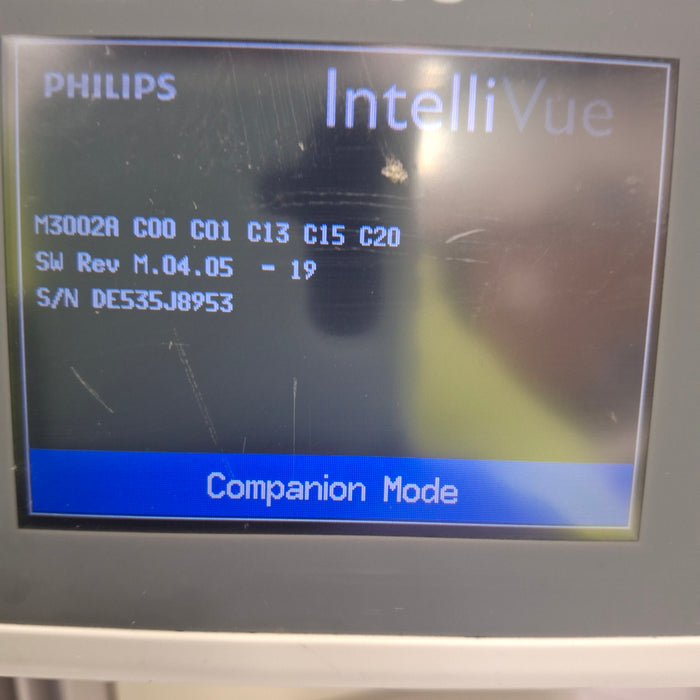 PHILIPS
IntelliVue
M3002A C00 C01 C13 C15 C20
SW Rev M.04.05 - 19
S/N DE535J8953
Companion Mode